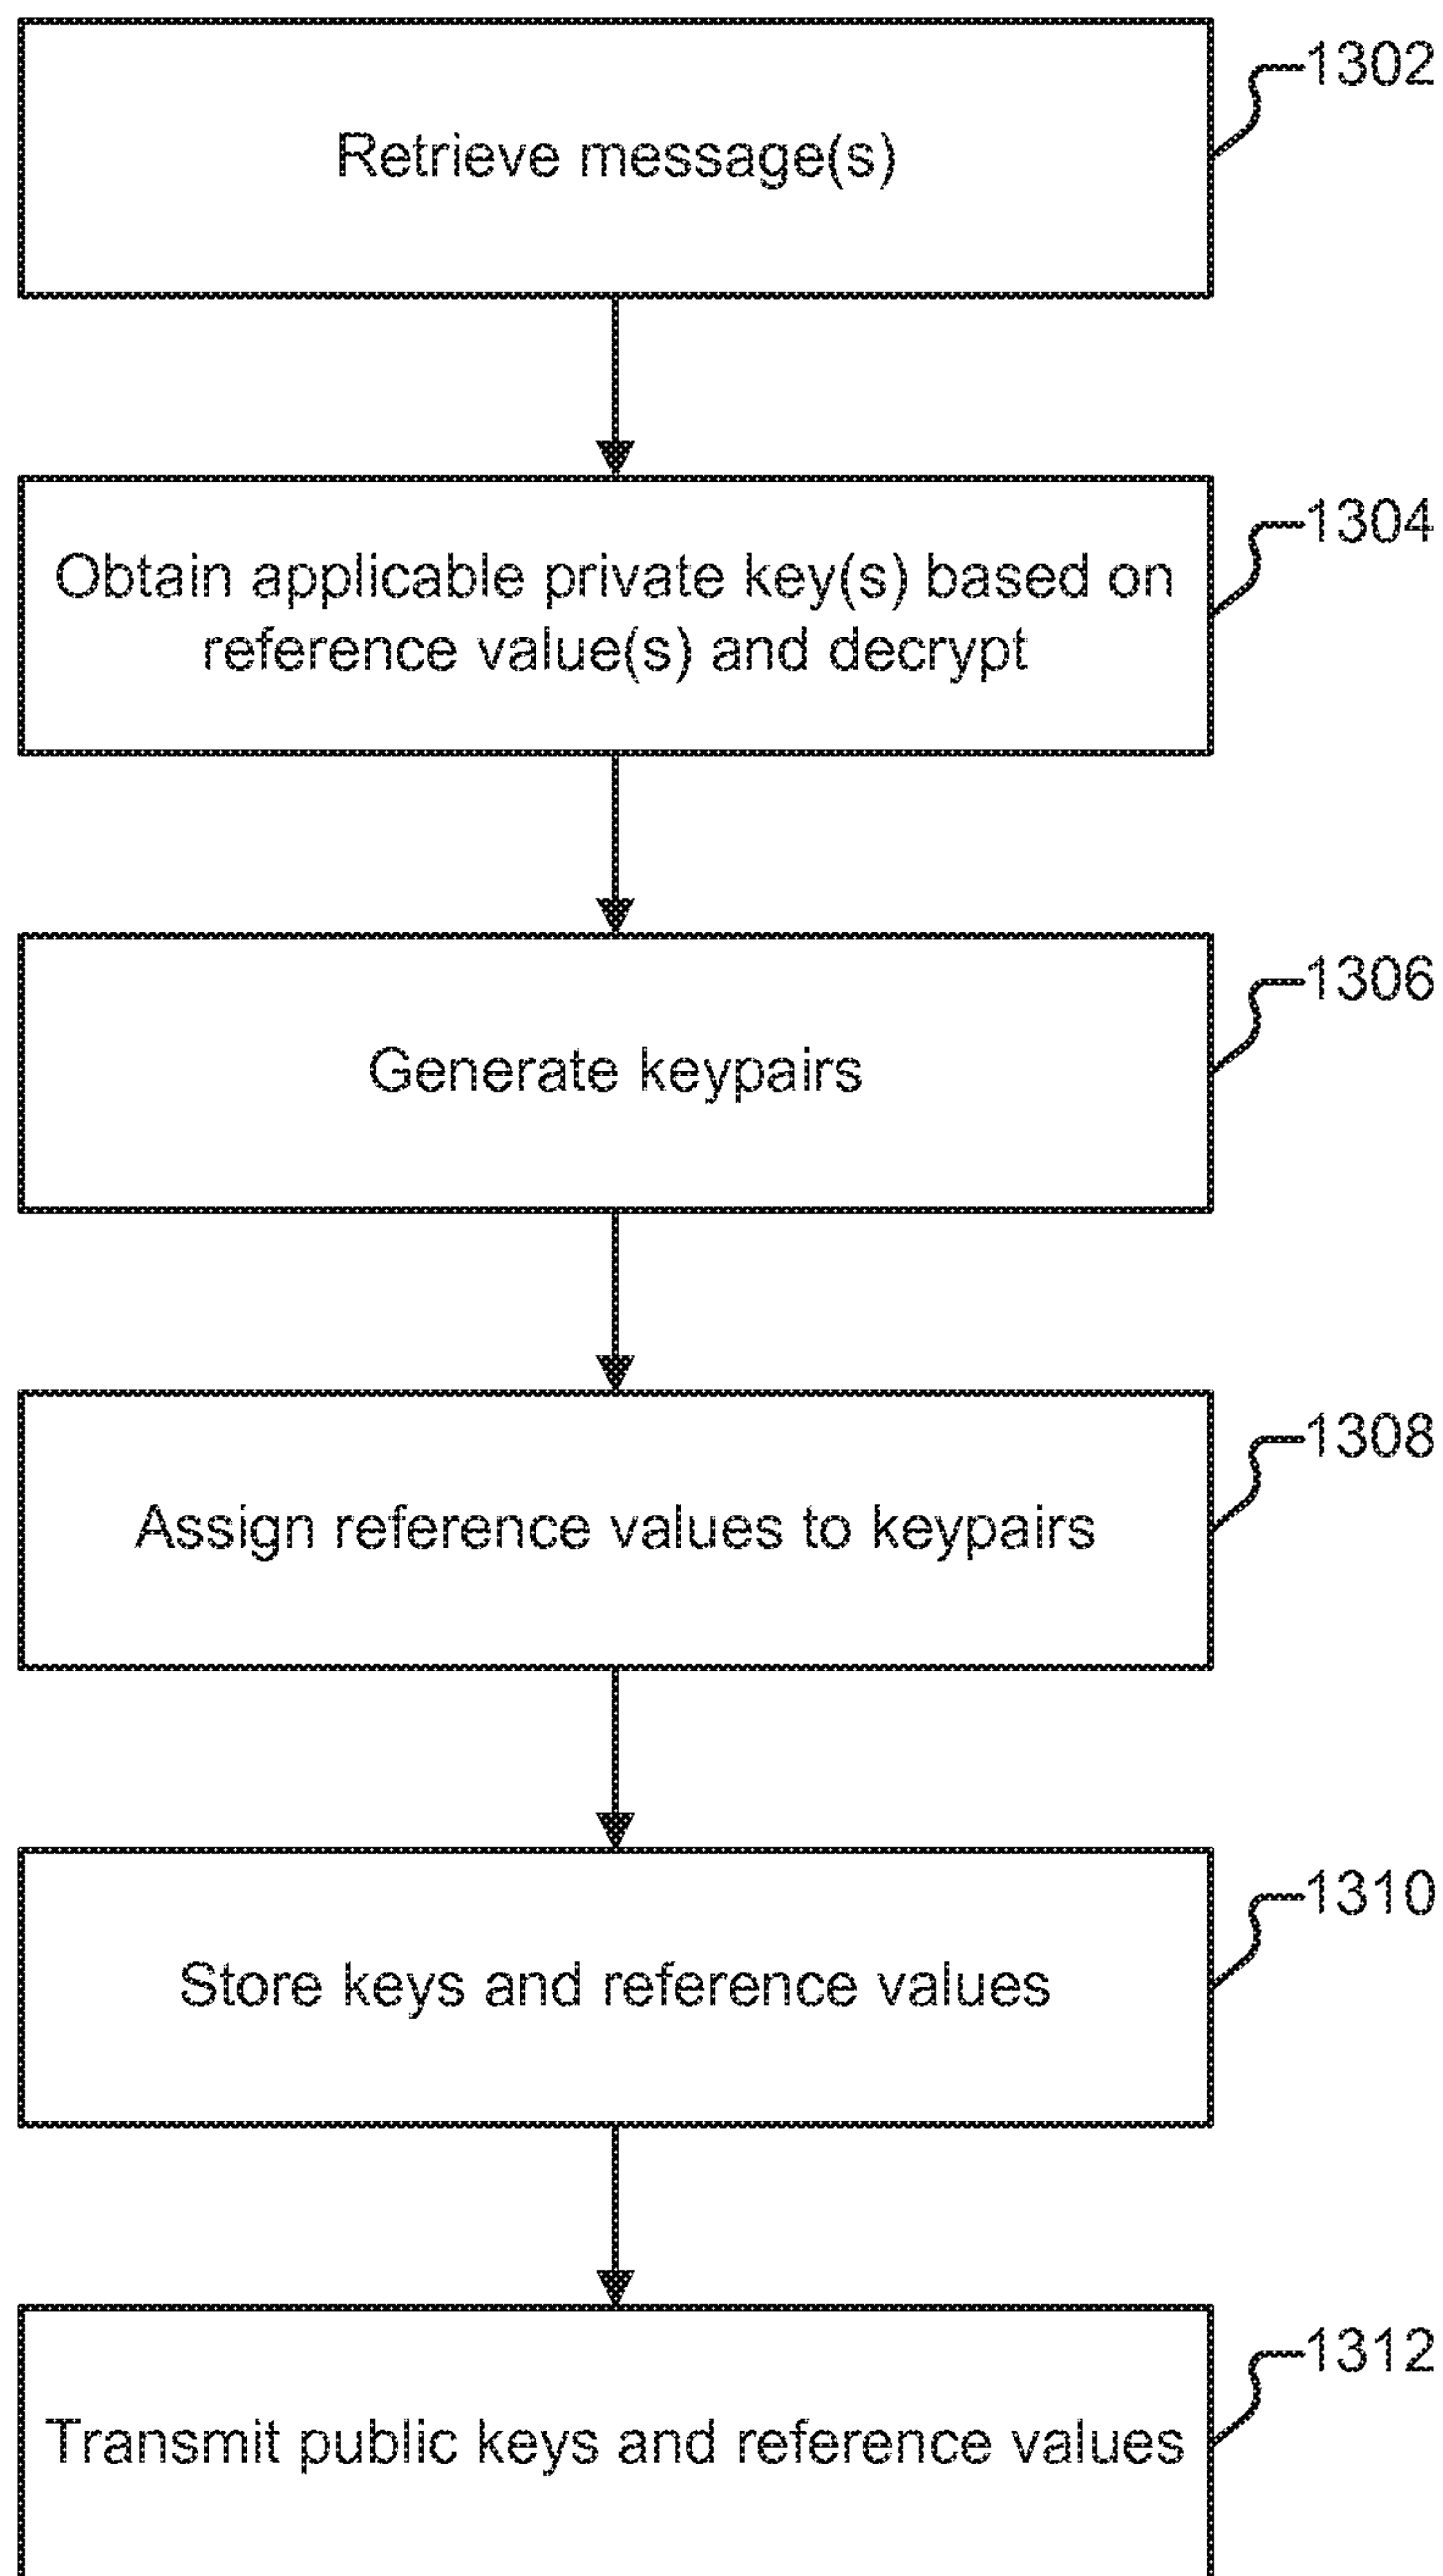 1302
Retrieve message(s)
1304
Obtain applicable private key(s) based on
reference value(s) and decrypt
1306
Generate keypairs
1308
Assign reference values to keypairs
1310
Store keys and reference values
1312
Transmit public keys and reference values